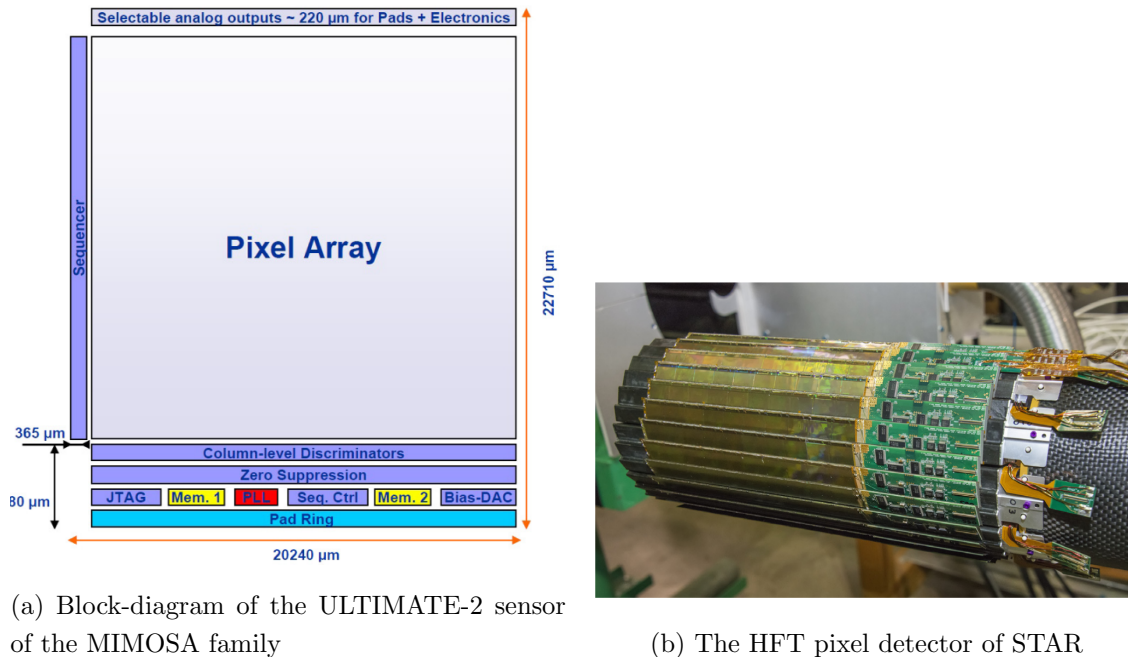 Selectable analog outputs ~ 220 µm for Pads + Electronics
Sequencer
Pixel Array
22710 µm
365 µm
80 µm
Column-level Discriminators
Zero Suppression
JTAG Mem. 1 PLL Seq. Ctrl Mem. 2 Bias-DAC
Pad Ring
20240 µm
(a) Block-diagram of the ULTIMATE-2 sensor
of the MIMOSA family
(b) The HFT pixel detector of STAR